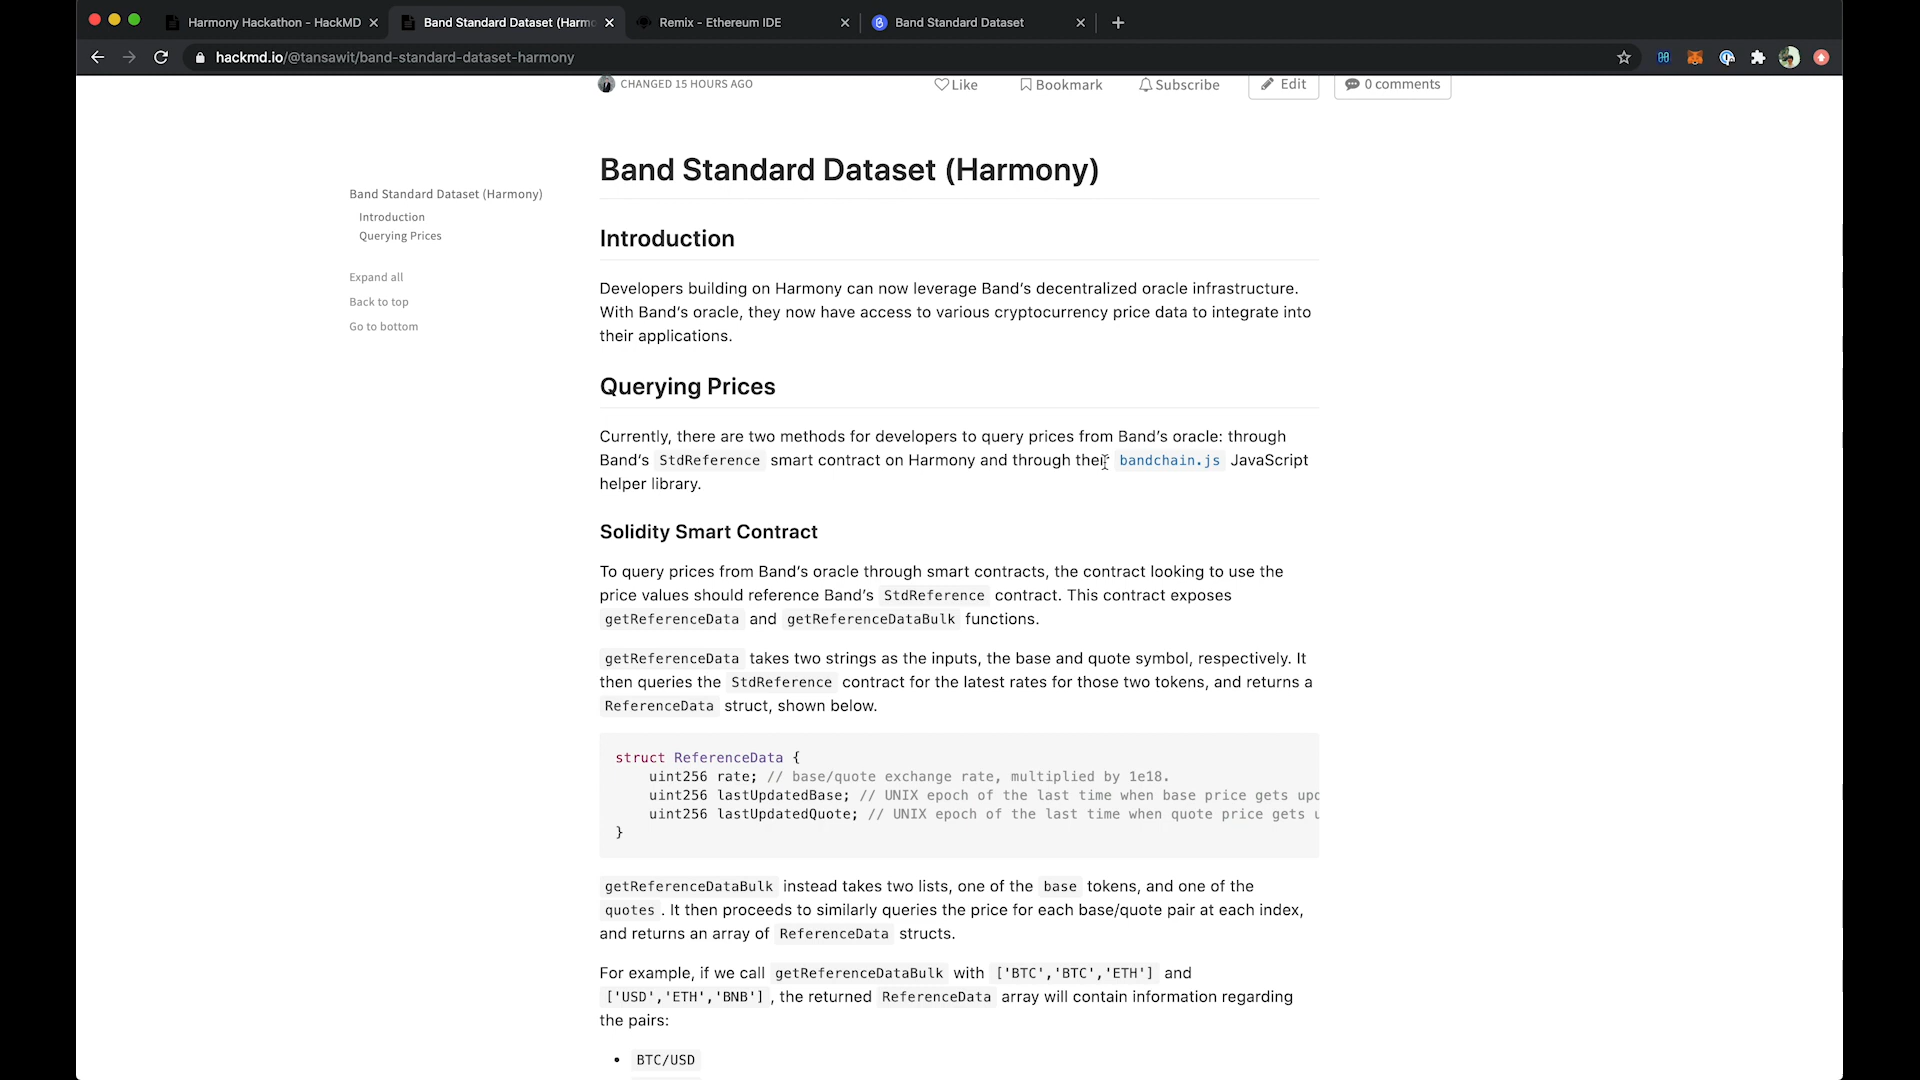 Harmony Hackathon - HackMD
Band Standard Dataset (Harmo
Remix - Ethereum IDE
Band Standard Dataset
hackmd.io/@tansawit/band-standard-dataset-harmony
CHANGED 15 HOURS AGO
Like
Bookmark
Subscribe
Edit
0 comments
Band Standard Dataset (Harmony)
Introduction
Querying Prices
Expand all
Back to top
Go to bottom
Band Standard Dataset (Harmony)
Introduction
Developers building on Harmony can now leverage Band's decentralized oracle infrastructure.
With Band's oracle, they now have access to various cryptocurrency price data to integrate into
their applications.
Querying Prices
Currently, there are two methods for developers to query prices from Band's oracle: through
Band's StdReference smart contract on Harmony and through their bandchain.js JavaScript
helper library.
Solidity Smart Contract
To query prices from Band's oracle through smart contracts, the contract looking to use the
price values should reference Band's StdReference contract. This contract exposes
getReferenceData and getReferenceDataBulk functions.
getReferenceData takes two strings as the inputs, the base and quote symbol, respectively. It
then queries the StdReference contract for the latest rates for those two tokens, and returns a
ReferenceData struct, shown below.
struct ReferenceData {
uint256 rate; // base/quote exchange rate, multiplied by 1e18.
uint256 lastUpdatedBase; // UNIX epoch of the last time when base price gets upd
uint256 lastUpdatedQuote; // UNIX epoch of the last time when quote price gets u
}
getReferenceDataBulk instead takes two lists, one of the base tokens, and one of the
quotes . It then proceeds to similarly queries the price for each base/quote pair at each index,
and returns an array of ReferenceData structs.
For example, if we call getReferenceDataBulk with ['BTC','BTC','ETH'] and
['USD','ETH','BNB'] , the returned ReferenceData array will contain information regarding
the pairs:
• BTC/USD